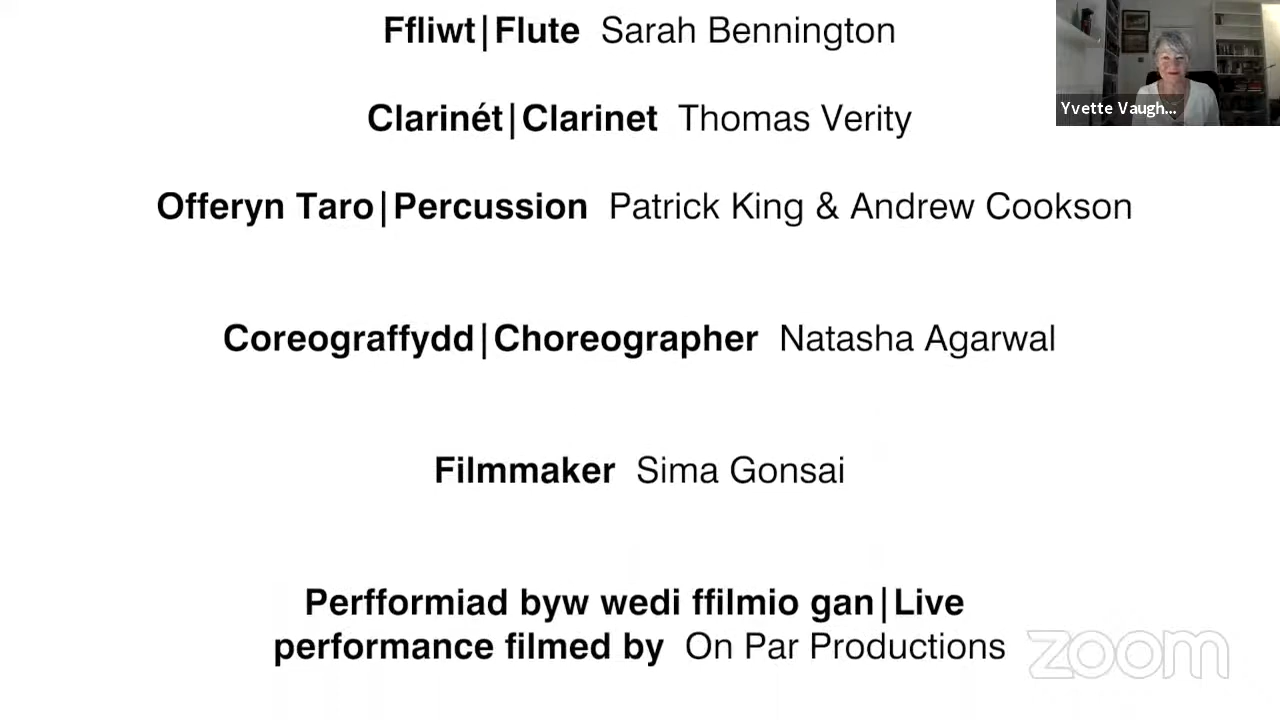 Ffliwt|Flute Sarah Bennington
Clarinét|Clarinet Thomas Verity
Offeryn Taro|Percussion Patrick King & Andrew Cookson
Coreograffydd|Choreographer Natasha Agarwal
Filmmaker Sima Gonsai
Perfformiad byw wedi ffilmio gan|Live
performance filmed by On Par Productions
Yvette Vaugh...
zoom